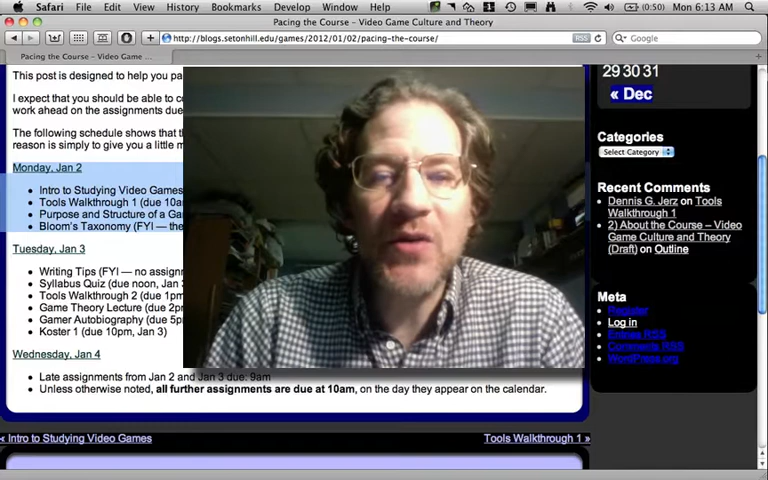 Safari File Edit View History Bookmarks Develop Window Help (0:50) Mon 6:13 AM
Pacing the Course – Video Game Culture and Theory
http://blogs.setonhill.edu/games/2012/01/02/pacing-the-course/ RSS Google
Pacing the Course – Video Game ...
This post is designed to help you pa
I expect that you should be able to c
work ahead on the assignments due
The following schedule shows that t
reason is simply to give you a little m
Monday, Jan 2
Intro to Studying Video Games
Tools Walkthrough 1 (due 10a
Purpose and Structure of a Ga
Bloom's Taxonomy (FYI — the
Tuesday, Jan 3
Writing Tips (FYI — no assignm
Syllabus Quiz (due noon, Jan 3
Tools Walkthrough 2 (due 1pm
Game Theory Lecture (due 2p
Gamer Autobiography (due 5p
Koster 1 (due 10pm, Jan 3)
Wednesday, Jan 4
Late assignments from Jan 2 and Jan 3 due: 9am
Unless otherwise noted, all further assignments are due at 10am, on the day they appear on the calendar.
« Intro to Studying Video Games
Tools Walkthrough 1 »
29 30 31
« Dec
Categories
Select Category
Recent Comments
Dennis G. Jerz on Tools
Walkthrough 1
2) About the Course – Video
Game Culture and Theory
(Draft) on Outline
Meta
Register
Log in
Entries RSS
Comments RSS
WordPress.org